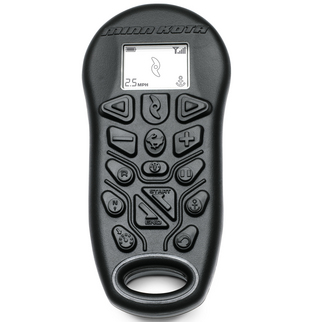 MINN KOTA
2.5 MPH
R
START
N
END